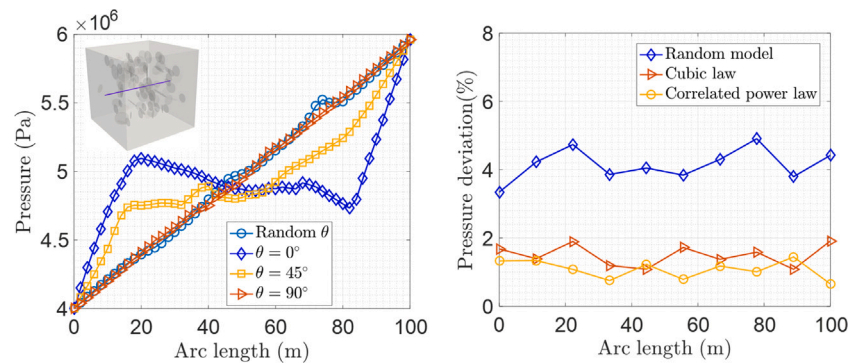 ×10⁶
6
5.5
5
4.5
4
Pressure (Pa)
0
20
40
60
80
100
Arc length (m)
Random θ
θ = 0°
θ = 45°
θ = 90°
8
6
4
2
0
Pressure deviation(%)
0
20
40
60
80
100
Arc length (m)
Random model
Cubic law
Correlated power law